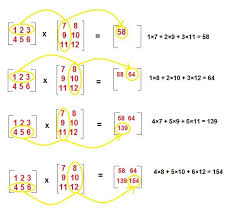 1 2 3
4 5 6
x
7 8
9 10
11 12
=
58
1×7 + 2×9 + 3×11 = 58
1 2 3
4 5 6
x
7 8
9 10
11 12
=
58 64
1×8 + 2×10 + 3×12 = 64
1 2 3
4 5 6
x
7 8
9 10
11 12
=
58 64
139
4×7 + 5×9 + 6×11 = 139
1 2 3
4 5 6
x
7 8
9 10
11 12
=
58 64
139 154
4×8 + 5×10 + 6×12 = 154